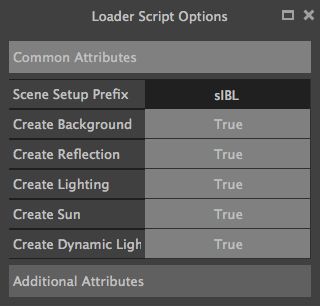 Loader Script Options
Common Attributes
Scene Setup Prefix sIBL
Create Background True
Create Reflection True
Create Lighting True
Create Sun True
Create Dynamic Ligh True
Additional Attributes